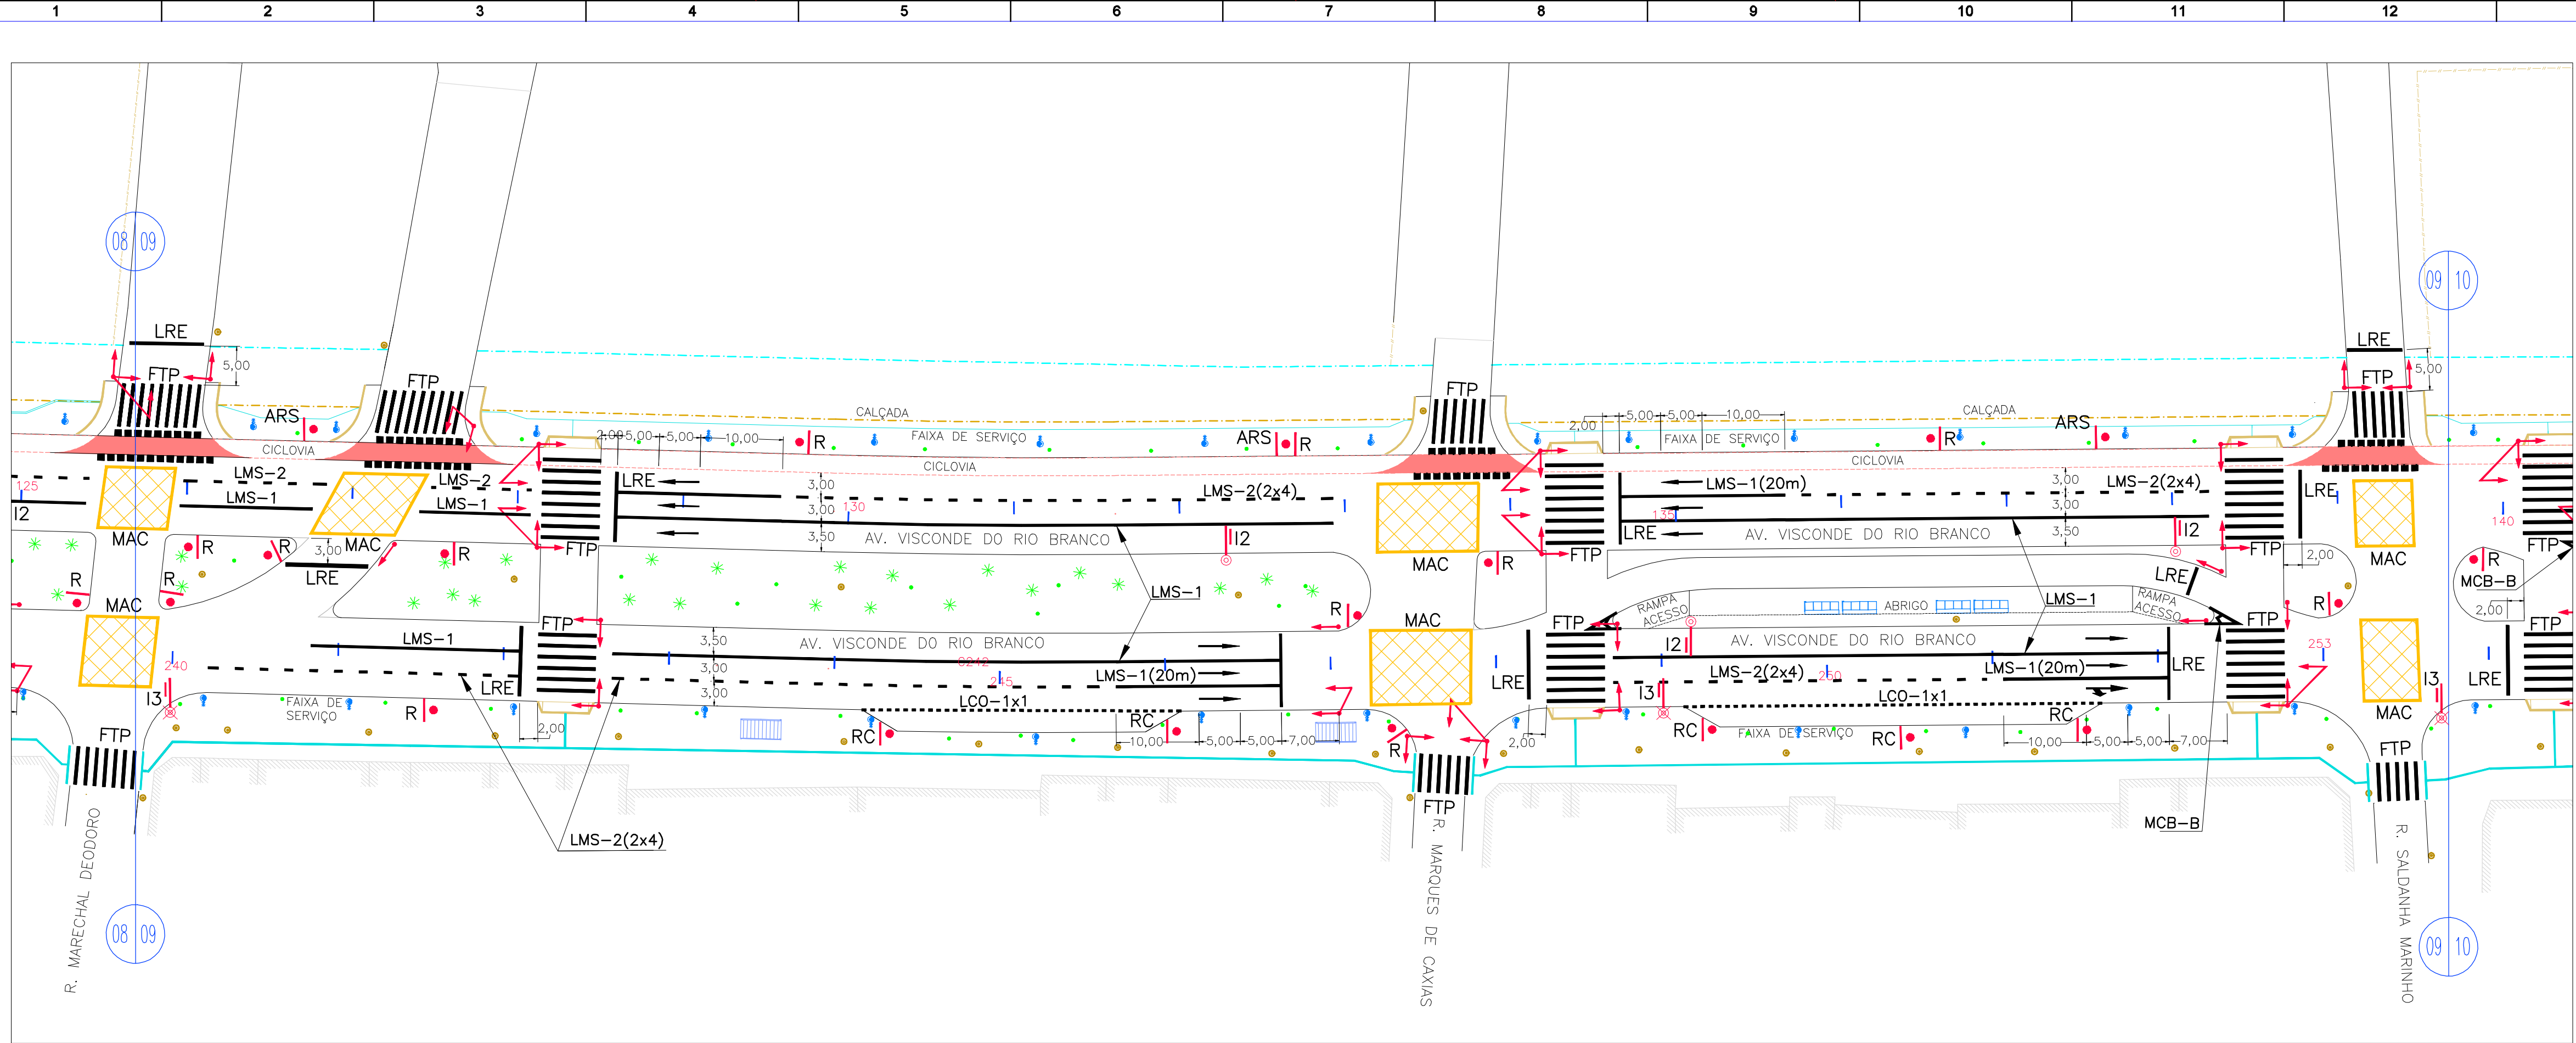 1 2 3 4 5 6 7 8 9 10 11 12
08 09
09 10
LRE
5,00
FTP
ARS
FTP
CALÇADA
FAIXA DE SERVIÇO
CICLOVIA
CICLOVIA
2,00 5,00 5,00 10,00
R
ARS
R
FTP
2,00
5,00 5,00 10,00
FAIXA DE SERVIÇO
CALÇADA
R
ARS
CICLOVIA
LRE
FTP
5,00
125
I2
LMS-2
LMS-1
LMS-2
LMS-1
MAC
MAC
R
R
3,00
LRE
R
R
R
FTP
LRE
3,00
3,00
3,50
130
LMS-2(2x4)
AV. VISCONDE DO RIO BRANCO
I2
LMS-1
MAC
R
FTP
LRE
LMS-1(20m)
135
3,00
3,00
3,50
LMS-2(2x4)
AV. VISCONDE DO RIO BRANCO
I2
FTP
LRE
LRE
2,00
MAC
R
140
FTP
MCB-B
2,00
R
MAC
R
MAC
RAMPA
ACESSO
ABRIGO
LMS-1
RAMPA
ACESSO
240
I3
LMS-1
FTP
LRE
FAIXA DE
SERVIÇO
R
2,00
3,50
3,00
3,00
AV. VISCONDE DO RIO BRANCO
C242
245
LMS-1(20m)
LCO-1x1
RC
RC
10,00 5,00 5,00 7,00
R
LRE
FTP
2,00
I2
I3
AV. VISCONDE DO RIO BRANCO
LMS-2(2x4)
250
LMS-1(20m)
LCO-1x1
RC
FAIXA DE SERVIÇO
RC
RC
10,00 5,00 5,00 7,00
LRE
FTP
253
MAC
I3
LRE
FTP
FTP
FTP
FTP
LMS-2(2x4)
MCB-B
R. MARECHAL DEODORO
R. MARQUES DE CAXIAS
R. SALDANHA MARINHO
08 09
09 10